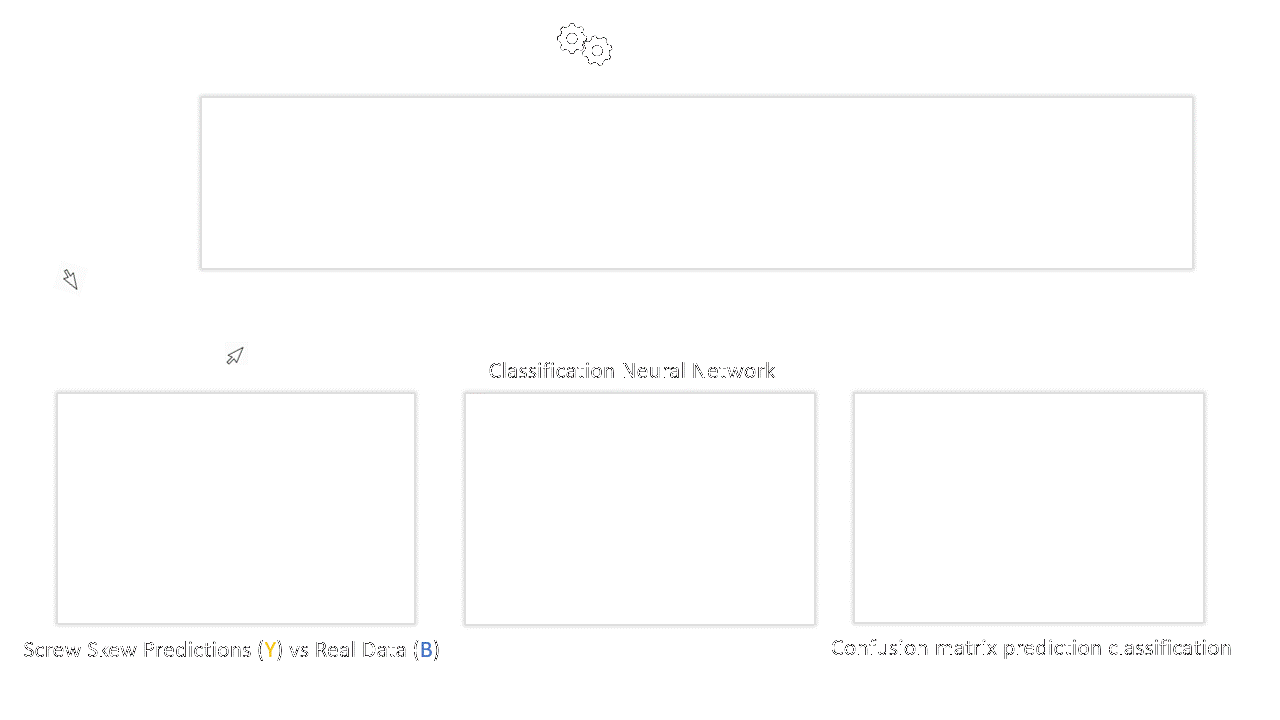 Classification Neural Network
Screw Skew Predictions (Y) vs Real Data (B)
Confusion matrix prediction classification